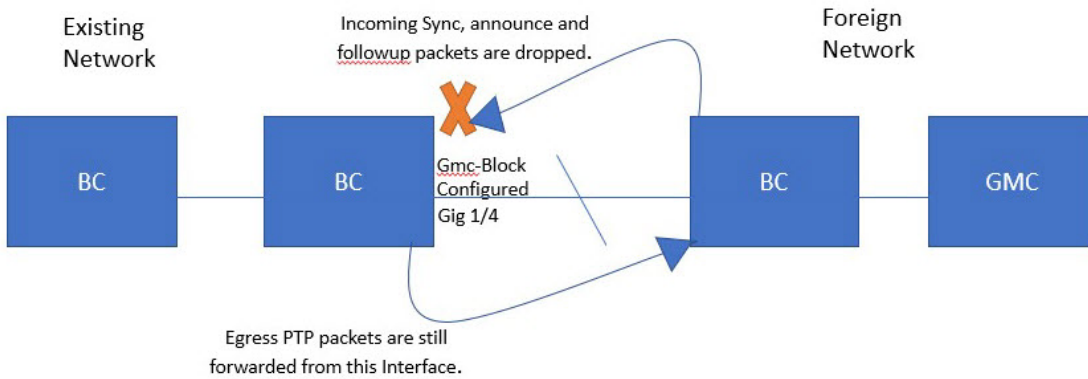 Existing
Network
Incoming Sync, announce and
followup packets are dropped.
Foreign
Network
BC
BC
Gmc-Block
Configured
Gig 1/4
BC
GMC
Egress PTP packets are still
forwarded from this Interface.